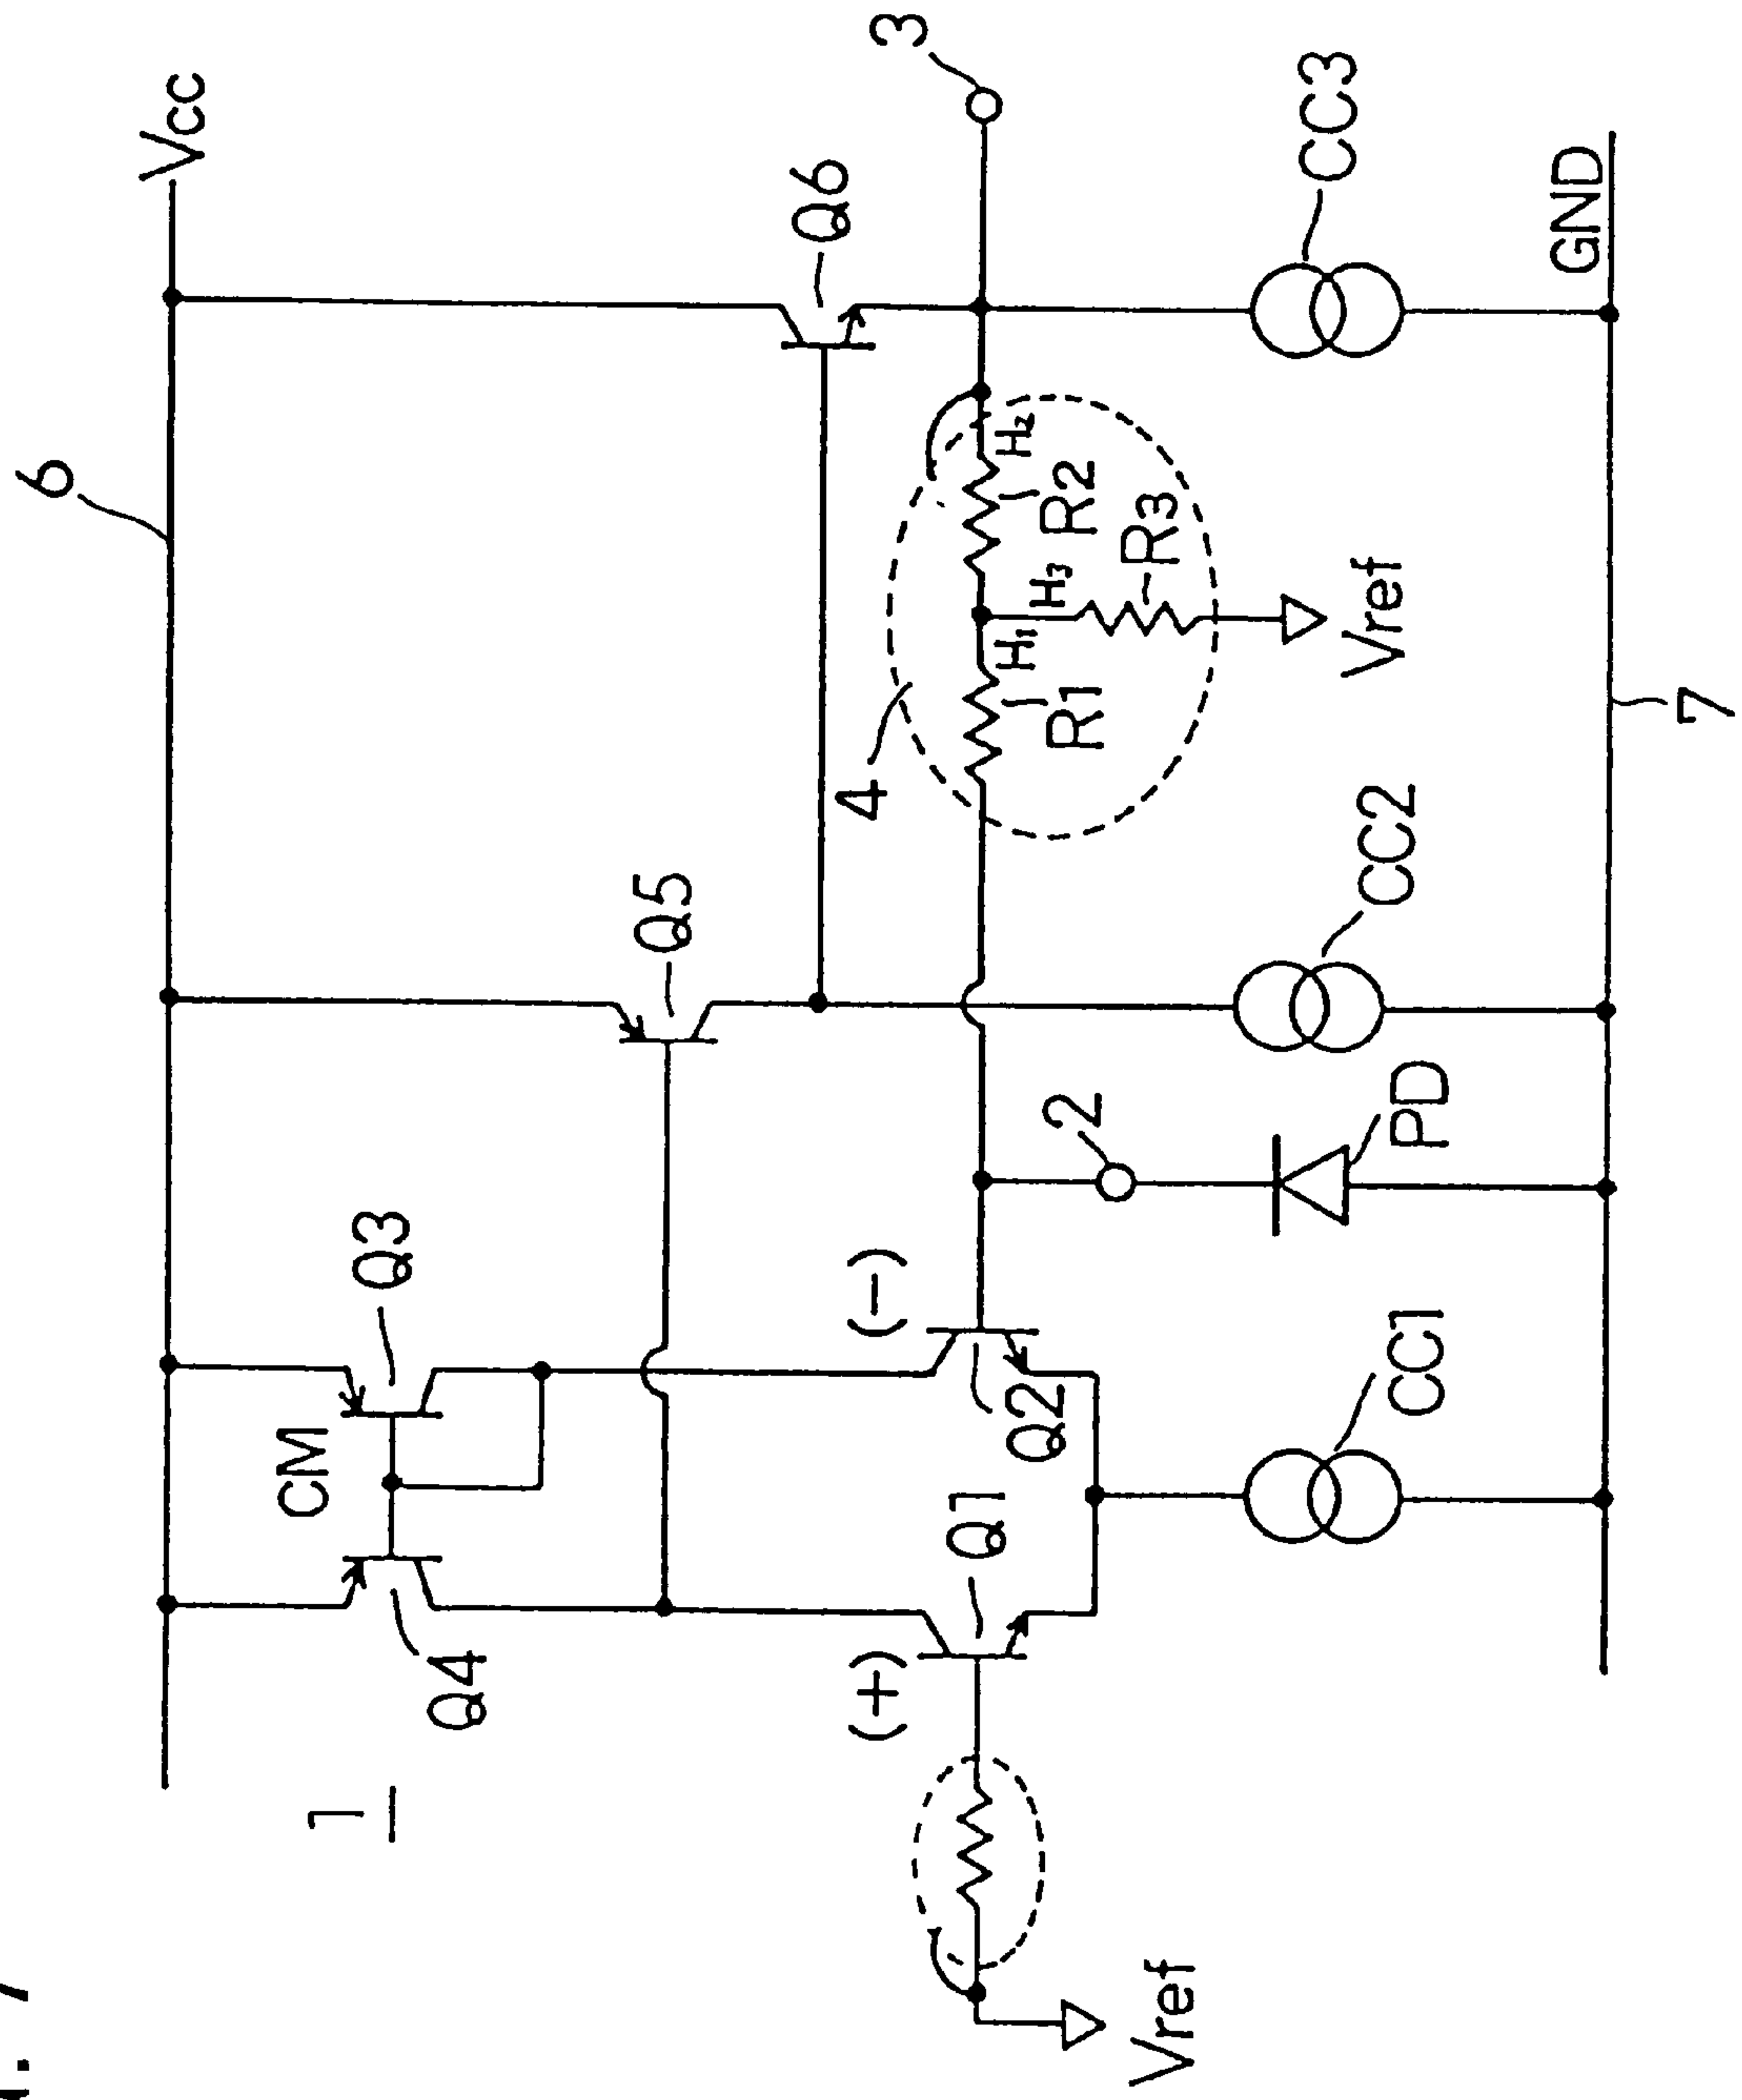 6
Vcc
CM
Q3
Q4
1
Q5
Q6
3
(+)
(-)
Q1
Q2
2
4
H1
H2
H3
R1
R2
R3
Vref
Vref
CC1
PD
CC2
CC3
GND
7
7